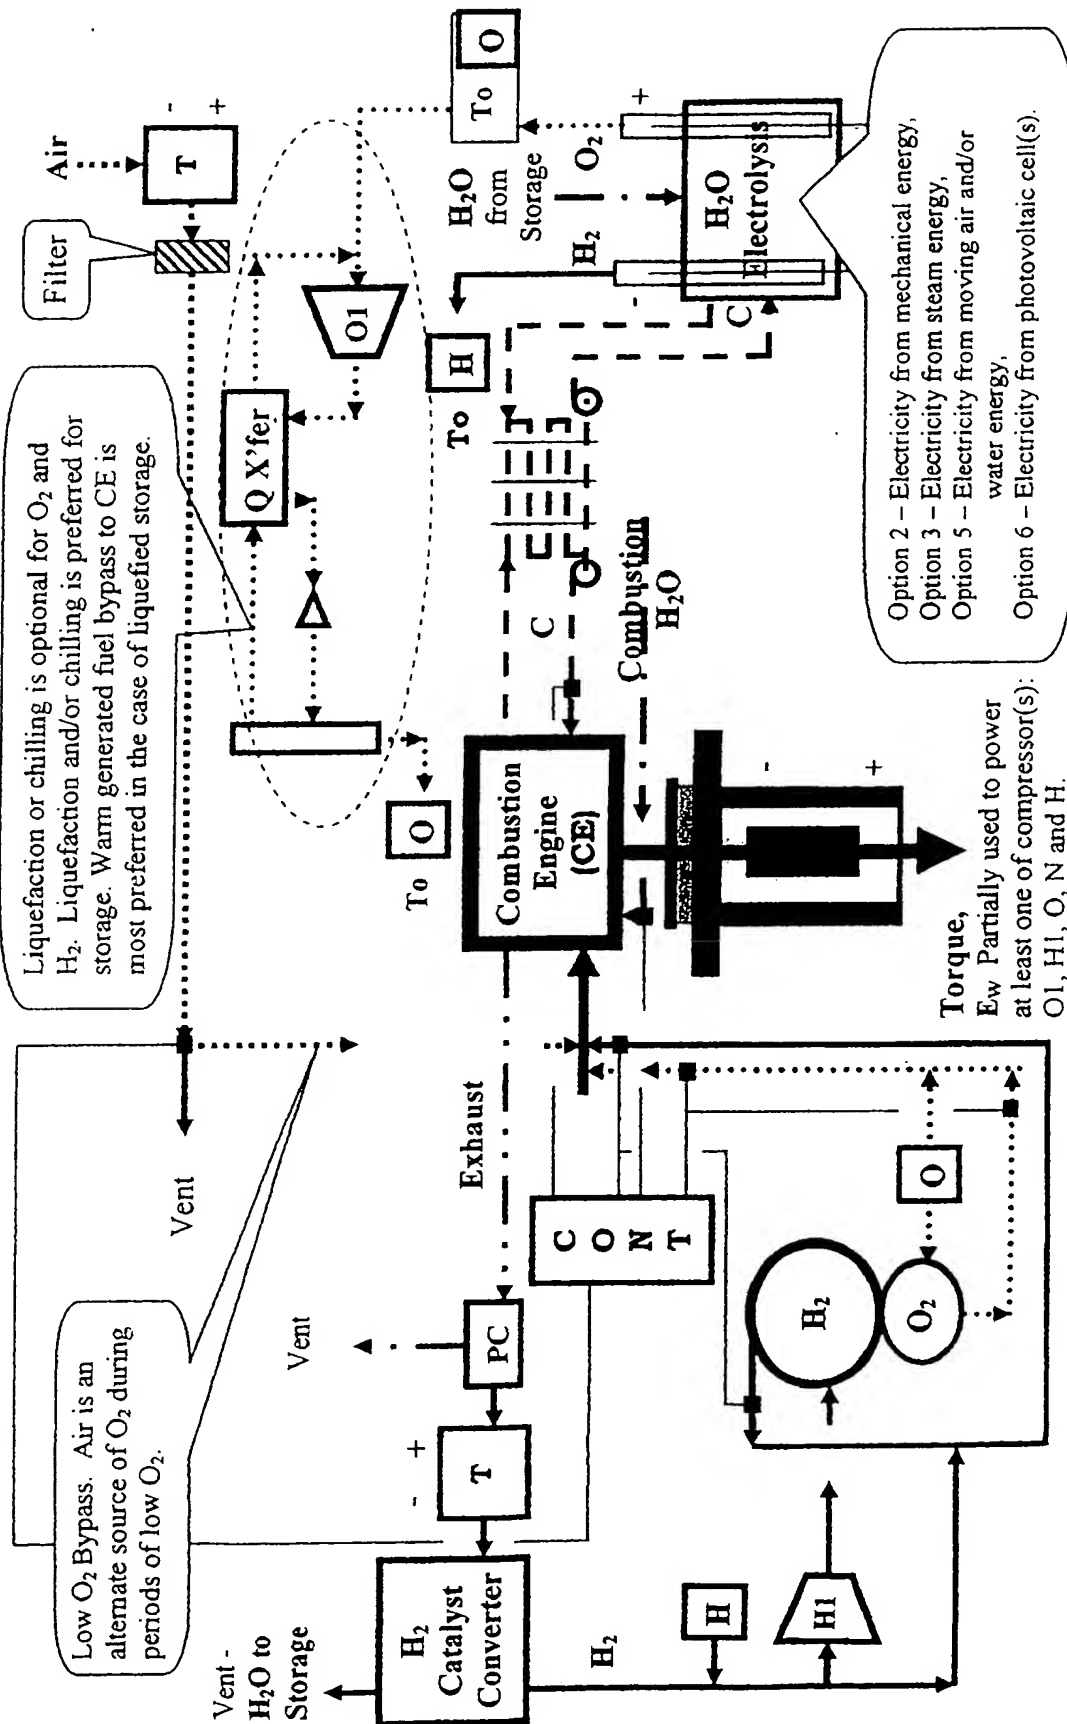 Low O₂ Bypass. Air is an
alternate source of O₂ during
periods of low O₂.
Liquefaction or chilling is optional for O₂ and
H₂. Liquefaction and/or chilling is preferred for
storage. Warm generated fuel bypass to CE is
most preferred in the case of liquefied storage.
Filter
Air
T
-
+
Vent
Q X'fer
O1
To O
To O
Vent -
H₂O to
Storage
H₂
Catalyst
Converter
-
+
T
PC
Vent
Exhaust
Combustion
Engine
(CE)
C
To H
H₂
H₂O
from
Storage
O₂
-
+
C
H₂O
Electrolysis
Combustion
H₂O
C
O
N
T
H₂
H
H1
H₂
O₂
O
-
+
Torque,
Ew Partially used to power
at least one of compressor(s):
O1, H1, O, N and H.
Option 2 – Electricity from mechanical energy,
Option 3 – Electricity from steam energy,
Option 5 – Electricity from moving air and/or
water energy,
Option 6 – Electricity from photovoltaic cell(s).